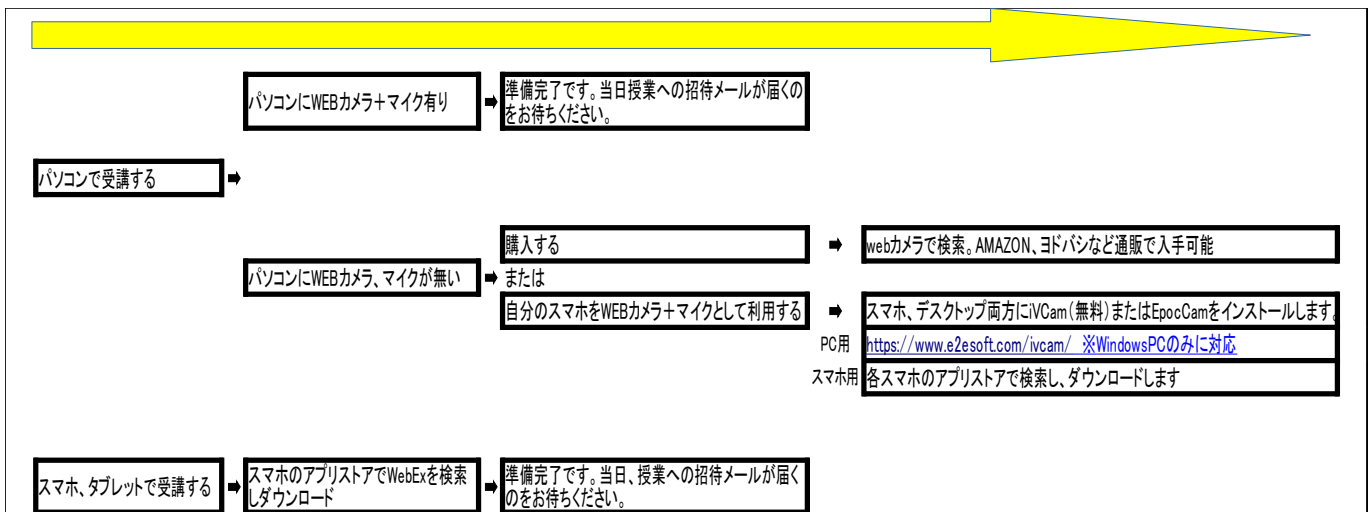 パソコンにWEBカメラ＋マイク有り
準備完了です。当日授業への招待メールが届くの
をお待ちください。
パソコンで受講する
購入する
webカメラで検索。AMAZON、ヨドバシなど通販で入手可能
パソコンにWEBカメラ、マイクが無い
または
自分のスマホをWEBカメラ＋マイクとして利用する
スマホ、デスクトップ両方にiVCam（無料）またはEpocCamをインストールします。
PC用
https://www.e2esoft.com/ivcam/ ※WindowsPCのみに対応
スマホ用
各スマホのアプリストアで検索し、ダウンロードします
スマホ、タブレットで受講する
スマホのアプリストアでWebExを検索
しダウンロード
準備完了です。当日、授業への招待メールが届く
のをお待ちください。